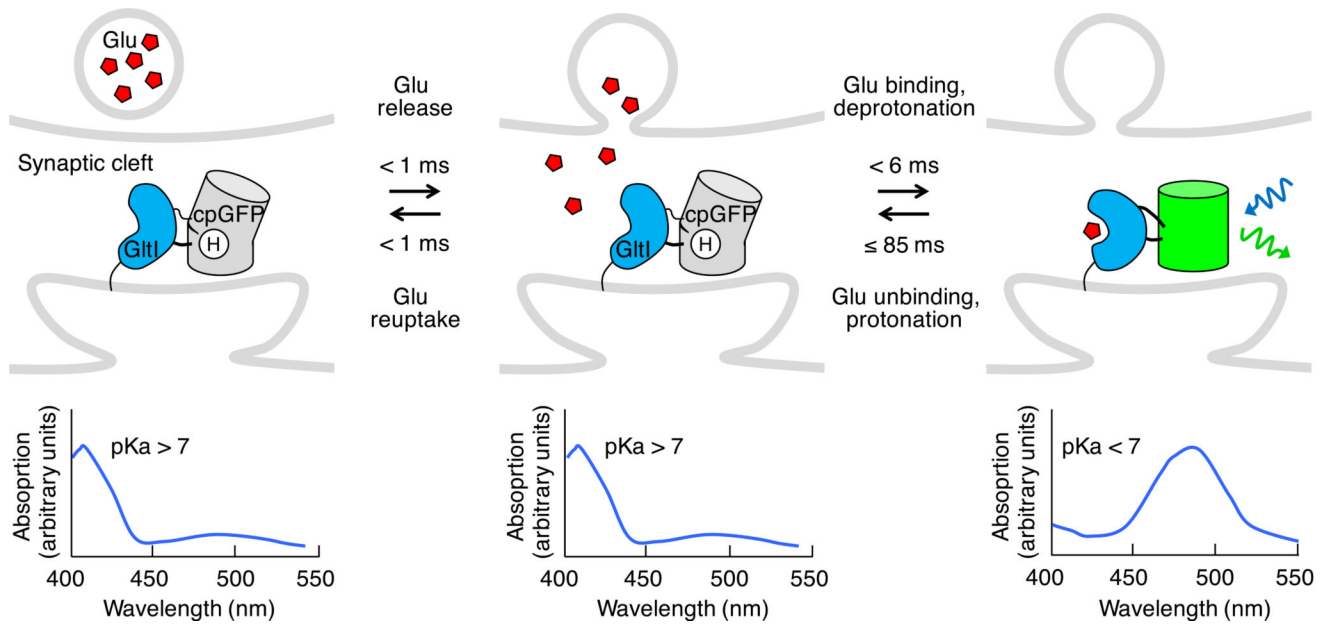 Glu
Synaptic cleft
GltI
cpGFP
H
Glu
release
< 1 ms
< 1 ms
Glu
reuptake
GltI
cpGFP
H
Glu binding,
deprotonation
< 6 ms
≤ 85 ms
Glu unbinding,
protonation
Absoprtion
(arbitrary units)
pKa > 7
400 450 500 550
Wavelength (nm)
Absoprtion
(arbitrary units)
pKa > 7
400 450 500 550
Wavelength (nm)
Absoprtion
(arbitrary units)
pKa < 7
400 450 500 550
Wavelength (nm)